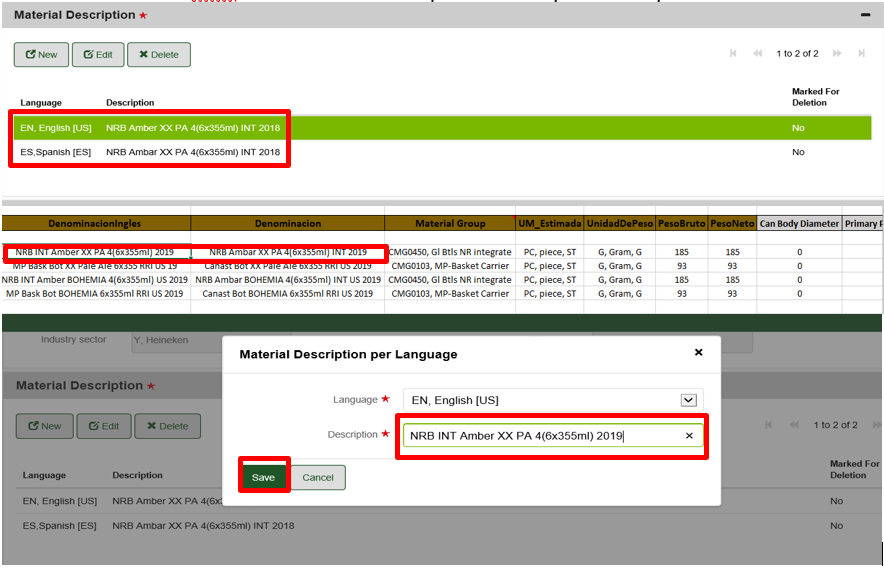 Material Description ★
New Edit Delete 1 to 2 of 2
Language Description Marked For Deletion
EN, English [US] NRB Amber XX PA 4(6x355ml) INT 2018 No
ES,Spanish [ES] NRB Ambar XX PA 4(6x355ml) INT 2018 No
DenominacionIngles Denominacion Material Group UM_Estimada UnidadDePeso PesoBruto PesoNeto Can Body Diameter Primary
NRB INT Amber XX PA 4(6x355ml) 2019 NRB Ambar XX PA 4(6x355ml) INT 2019 CMG0450, Gl Btls NR integrate PC, piece, ST G, Gram, G 185 185 0
MP Bask Bot XX Pale Ale 6x355 RRI US 19 Canast Bot XX Pale Ale 6x355 RRI US 2019 CMG0103, MP-Basket Carrier PC, piece, ST G, Gram, G 93 93 0
NRB INT Amber BOHEMIA 4(6x355ml) US 2019 NRB Ambar BOHEMIA 4(6x355ml) INT US 2019 CMG0450, Gl Btls NR integrate PC, piece, ST G, Gram, G 185 185 0
MP Bask Bot BOHEMIA 6x355ml RRI US 2019 Canast Bot BOHEMIA 6x355ml RRI US 2019 CMG0103, MP-Basket Carrier PC, piece, ST G, Gram, G 93 93 0
Industry sector Y, Heineken
Material Description per Language
Language ★ EN, English [US]
Description ★ NRB INT Amber XX PA 4(6x355ml) 2019
Save Cancel
Material Description ★
New Edit Delete 1 to 2 of 2
Language Description Marked For Deletion
EN, English [US] NRB Amber XX PA 4(6x No
ES,Spanish [ES] NRB Ambar XX PA 4(6x355ml) INT 2018 No